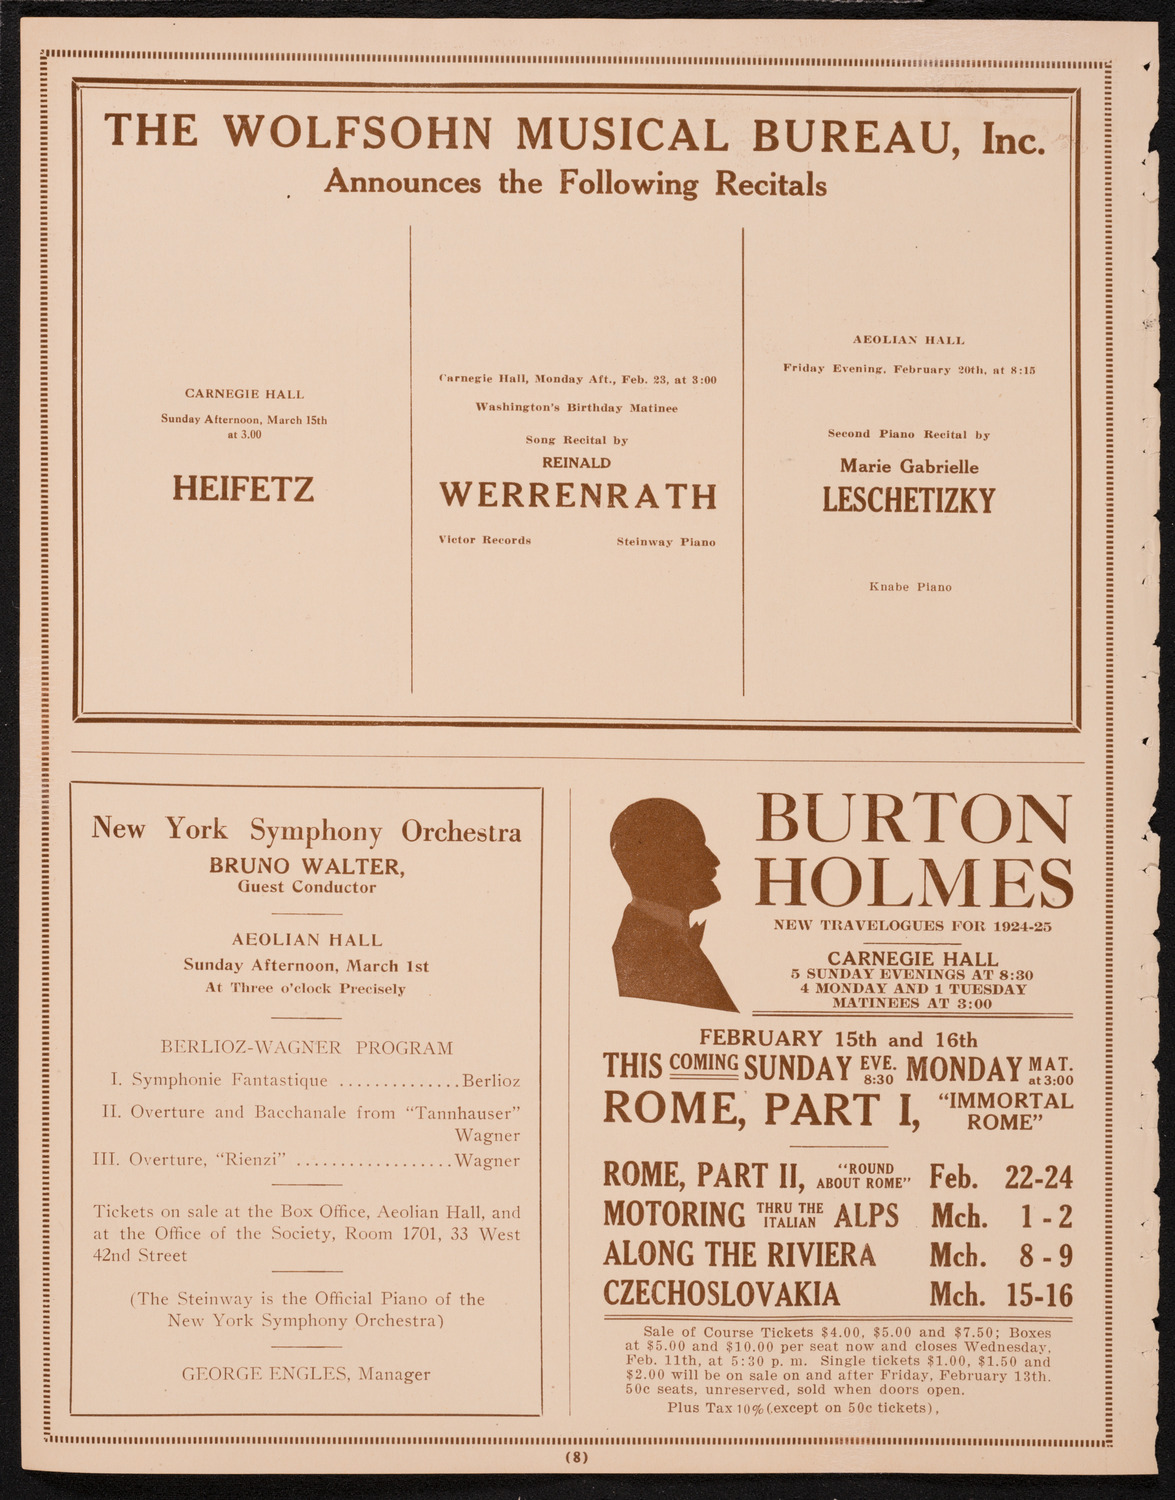 THE WOLFSOHN MUSICAL BUREAU, Inc.
Announces the Following Recitals
CARNEGIE HALL
Sunday Afternoon, March 15th
at 3.00
HEIFETZ
Carnegie Hall, Monday Aft., Feb. 23, at 3:00
Washington's Birthday Matinee
Song Recital by
REINALD
WERRENRATH
Victor Records Steinway Piano
AEOLIAN HALL
Friday Evening, February 20th, at 8:15
Second Piano Recital by
Marie Gabrielle
LESCHETIZKY
Knabe Piano
New York Symphony Orchestra
BRUNO WALTER,
Guest Conductor
AEOLIAN HALL
Sunday Afternoon, March 1st
At Three o'clock Precisely
BERLIOZ-WAGNER PROGRAM
I. Symphonie Fantastique ..............Berlioz
II. Overture and Bacchanale from "Tannhauser"
Wagner
III. Overture, "Rienzi" ..................Wagner
Tickets on sale at the Box Office, Aeolian Hall, and
at the Office of the Society, Room 1701, 33 West
42nd Street
(The Steinway is the Official Piano of the
New York Symphony Orchestra)
GEORGE ENGLES, Manager
BURTON
HOLMES
NEW TRAVELOGUES FOR 1924-25
CARNEGIE HALL
5 SUNDAY EVENINGS AT 8:30
4 MONDAY AND 1 TUESDAY
MATINEES AT 3:00
FEBRUARY 15th and 16th
THIS COMING SUNDAY EVE. 8:30 MONDAY MAT. at 3:00
ROME, PART I, "IMMORTAL ROME"
ROME, PART II, "ROUND ABOUT ROME" Feb. 22-24
MOTORING THRU THE ITALIAN ALPS Mch. 1 - 2
ALONG THE RIVIERA Mch. 8 - 9
CZECHOSLOVAKIA Mch. 15-16
Sale of Course Tickets $4.00, $5.00 and $7.50; Boxes
at $5.00 and $10.00 per seat now and closes Wednesday,
Feb. 11th, at 5:30 p. m. Single tickets $1.00, $1.50 and
$2.00 will be on sale on and after Friday, February 13th.
50c seats, unreserved, sold when doors open.
Plus Tax 10% (except on 50c tickets),
(8)